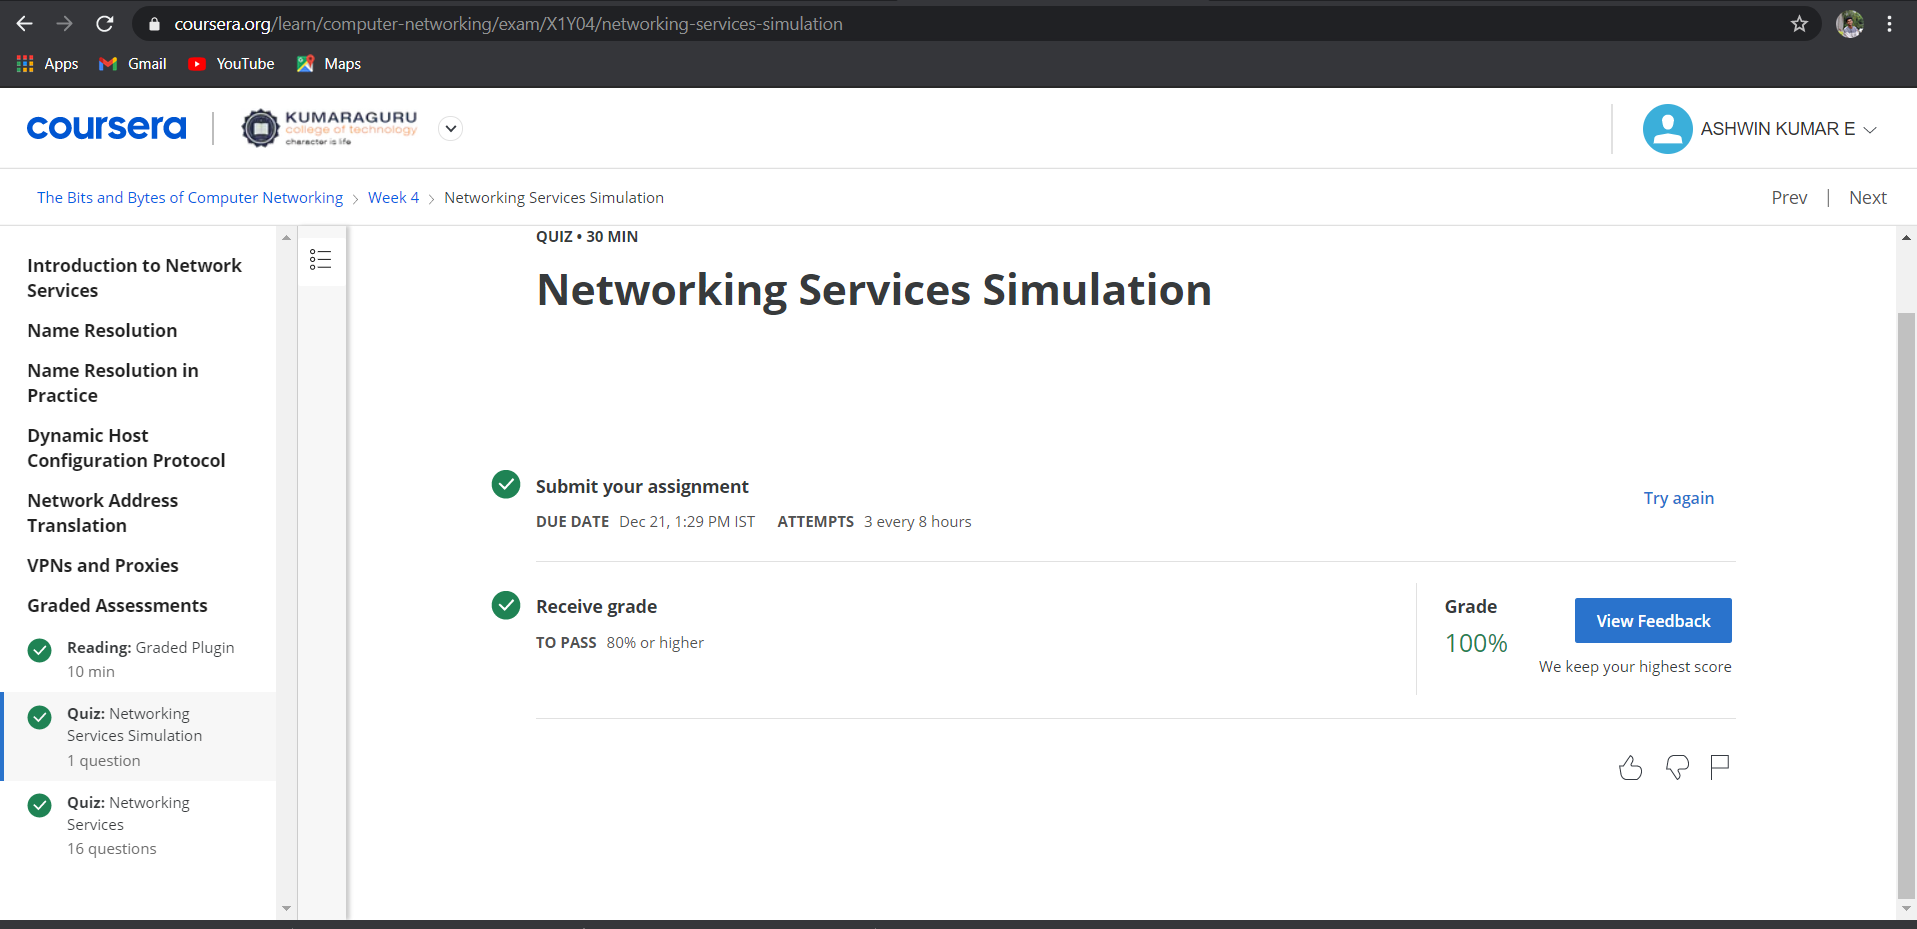 coursera.org/learn/computer-networking/exam/X1Y04/networking-services-simulation
Apps Gmail YouTube Maps
coursera
KUMARAGURU
college of technology
character is life
ASHWIN KUMAR E
The Bits and Bytes of Computer Networking > Week 4 > Networking Services Simulation
Prev | Next
Introduction to Network
Services
Name Resolution
Name Resolution in
Practice
Dynamic Host
Configuration Protocol
Network Address
Translation
VPNs and Proxies
Graded Assessments
Reading: Graded Plugin
10 min
Quiz: Networking
Services Simulation
1 question
Quiz: Networking
Services
16 questions
QUIZ • 30 MIN
Networking Services Simulation
Submit your assignment
DUE DATE Dec 21, 1:29 PM IST ATTEMPTS 3 every 8 hours
Try again
Receive grade
TO PASS 80% or higher
Grade
100%
View Feedback
We keep your highest score